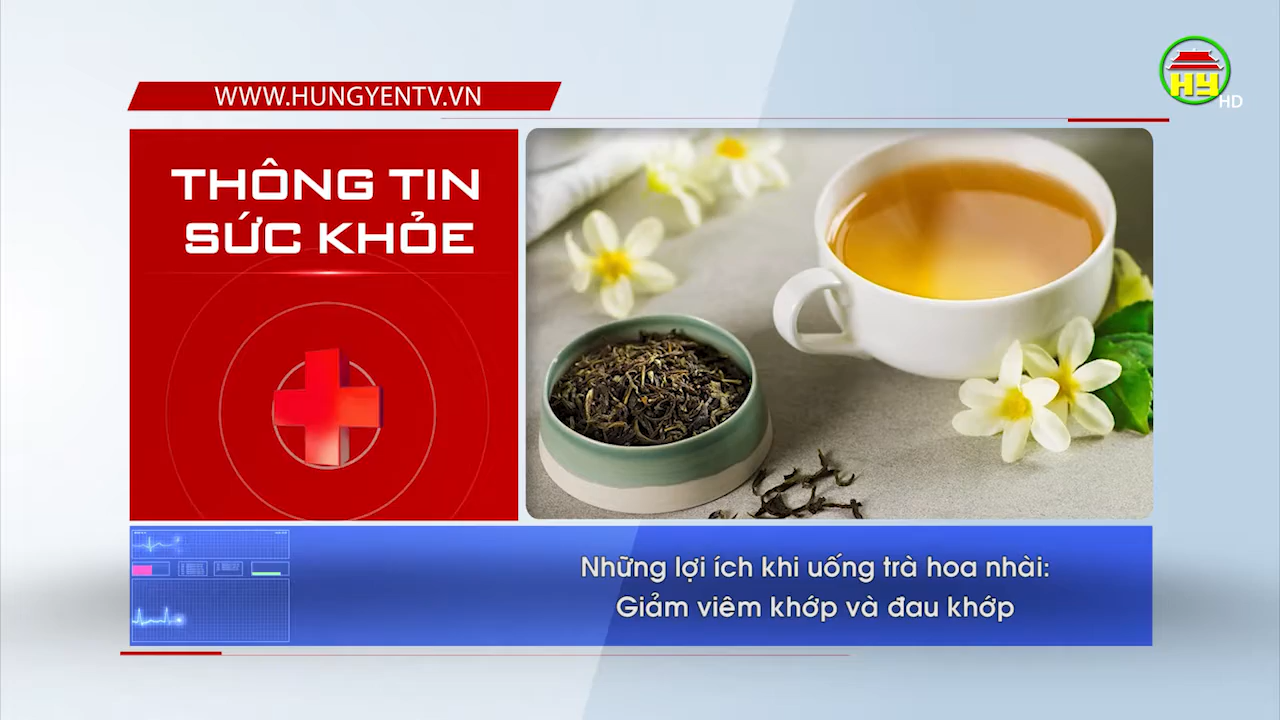 WWW.HUNGYENTV.VN
HY
HD
THÔNG TIN
SỨC KHỎE
Những lợi ích khi uống trà hoa nhài:
Giảm viêm khớp và đau khớp